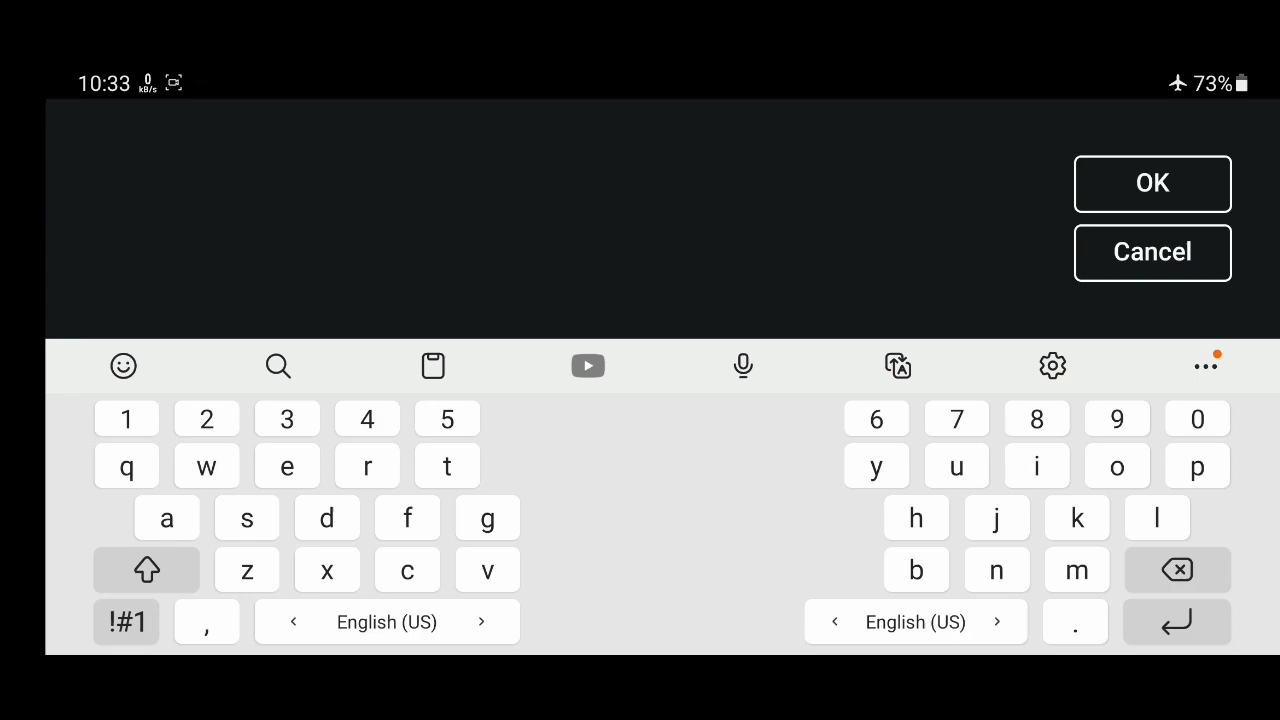 10:33 0 kB/s 73%
OK
Cancel
1 2 3 4 5 6 7 8 9 0
q w e r t y u i o p
a s d f g h j k l
z x c v b n m
!#1 , < English (US) > < English (US) > .